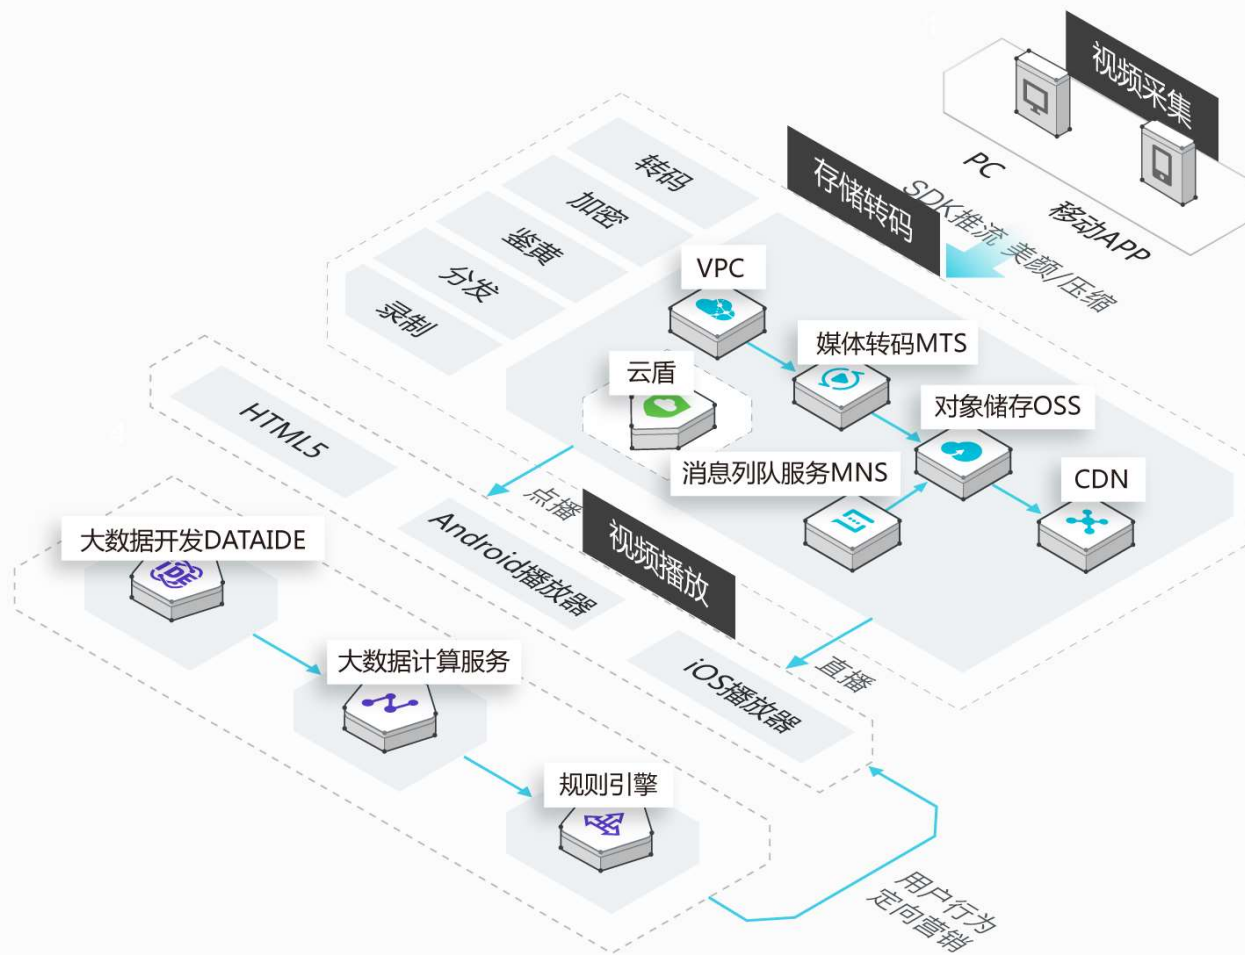 视频采集
PC
移动APP
SDK推流 美颜/压缩
存储转码
转码
加密
鉴黄
分发
录制
VPC
媒体转码MTS
云盾
对象储存OSS
消息列队服务MNS
CDN
点播
视频播放
直播
HTML5
Android播放器
iOS播放器
大数据开发DATAIDE
IDE
大数据计算服务
规则引擎
用户行为
定向营销